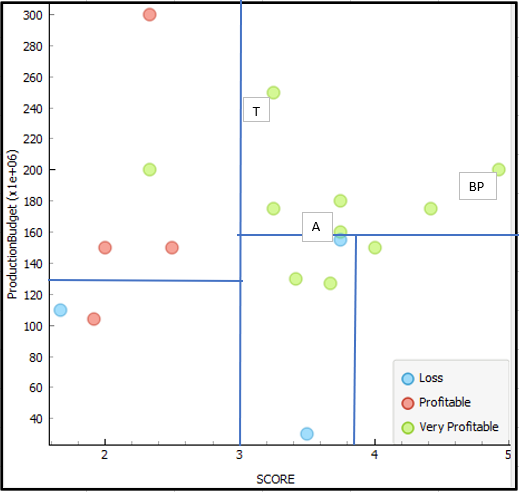 300
280
260
240
220
200
180
160
140
120
100
80
60
40
ProductionBudget (x1e+06)
T
BP
A
Loss
Profitable
Very Profitable
2
3
4
5
SCORE